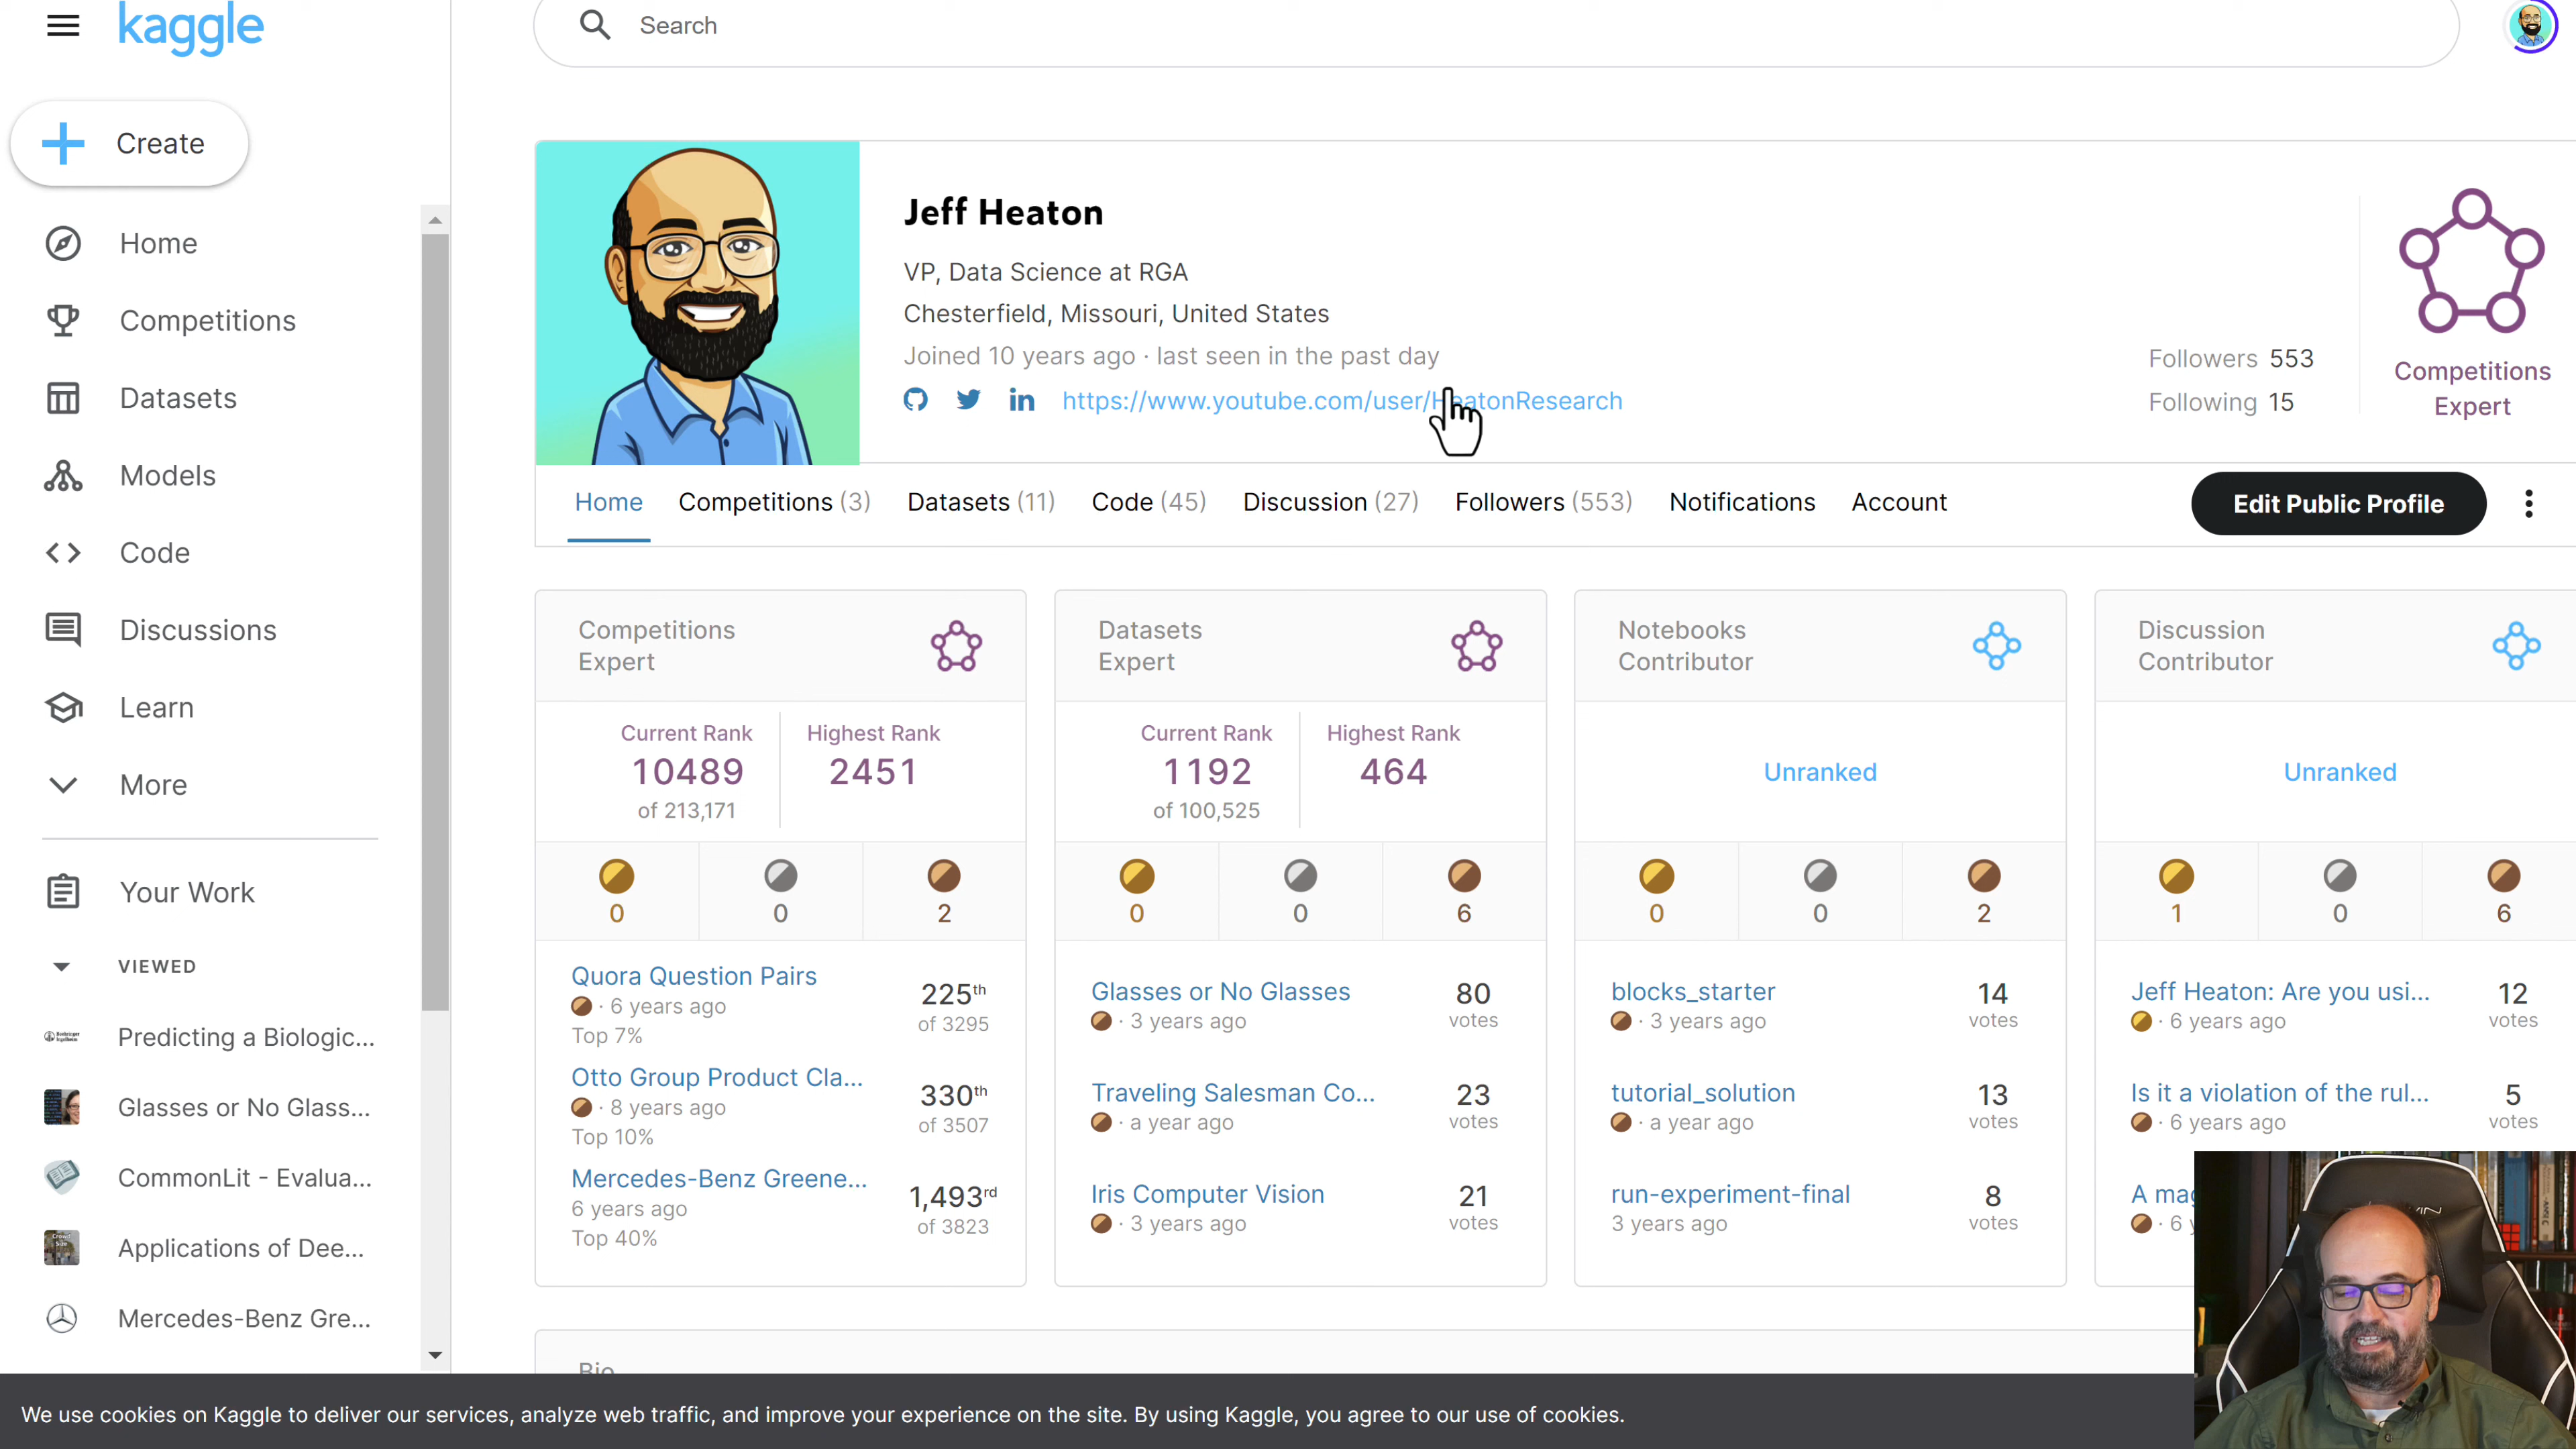 kaggle
Search
Create
Home
Competitions
Datasets
Models
Code
Discussions
Learn
More
Your Work
VIEWED
Predicting a Biologic...
Glasses or No Glass...
CommonLit - Evalua...
Applications of Dee...
Mercedes-Benz Gre...
Jeff Heaton
VP, Data Science at RGA
Chesterfield, Missouri, United States
Joined 10 years ago · last seen in the past day
in https://www.youtube.com/user/HeatonResearch
Followers 553
Following 15
Competitions
Expert
Home Competitions (3) Datasets (11) Code (45) Discussion (27) Followers (553) Notifications Account
Edit Public Profile
Competitions
Expert
Current Rank Highest Rank
10489 2451
of 213,171
0 0 2
Quora Question Pairs
· 6 years ago
Top 7%
225th
of 3295
Otto Group Product Cla...
· 8 years ago
Top 10%
330th
of 3507
Mercedes-Benz Greene...
6 years ago
Top 40%
1,493rd
of 3823
Datasets
Expert
Current Rank Highest Rank
1192 464
of 100,525
0 0 6
Glasses or No Glasses
· 3 years ago
80
votes
Traveling Salesman Co...
· a year ago
23
votes
Iris Computer Vision
· 3 years ago
21
votes
Notebooks
Contributor
Unranked
0 0 2
blocks_starter
· 3 years ago
14
votes
tutorial_solution
· a year ago
13
votes
run-experiment-final
3 years ago
8
votes
Discussion
Contributor
Unranked
1 0 6
Jeff Heaton: Are you usi...
· 6 years ago
12
votes
Is it a violation of the rul...
· 6 years ago
5
votes
A mag
· 6 y
Bio
We use cookies on Kaggle to deliver our services, analyze web traffic, and improve your experience on the site. By using Kaggle, you agree to our use of cookies.